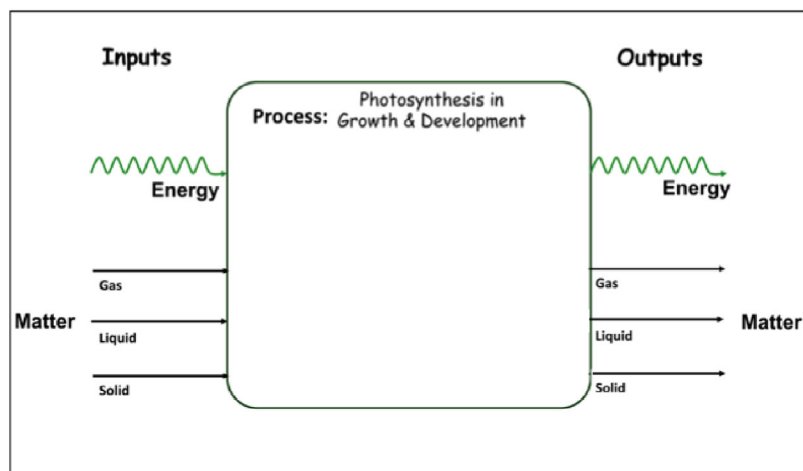 Inputs
Outputs
Process: Photosynthesis in
Growth & Development
Energy
Energy
Gas
Gas
Matter
Liquid
Liquid
Matter
Solid
Solid